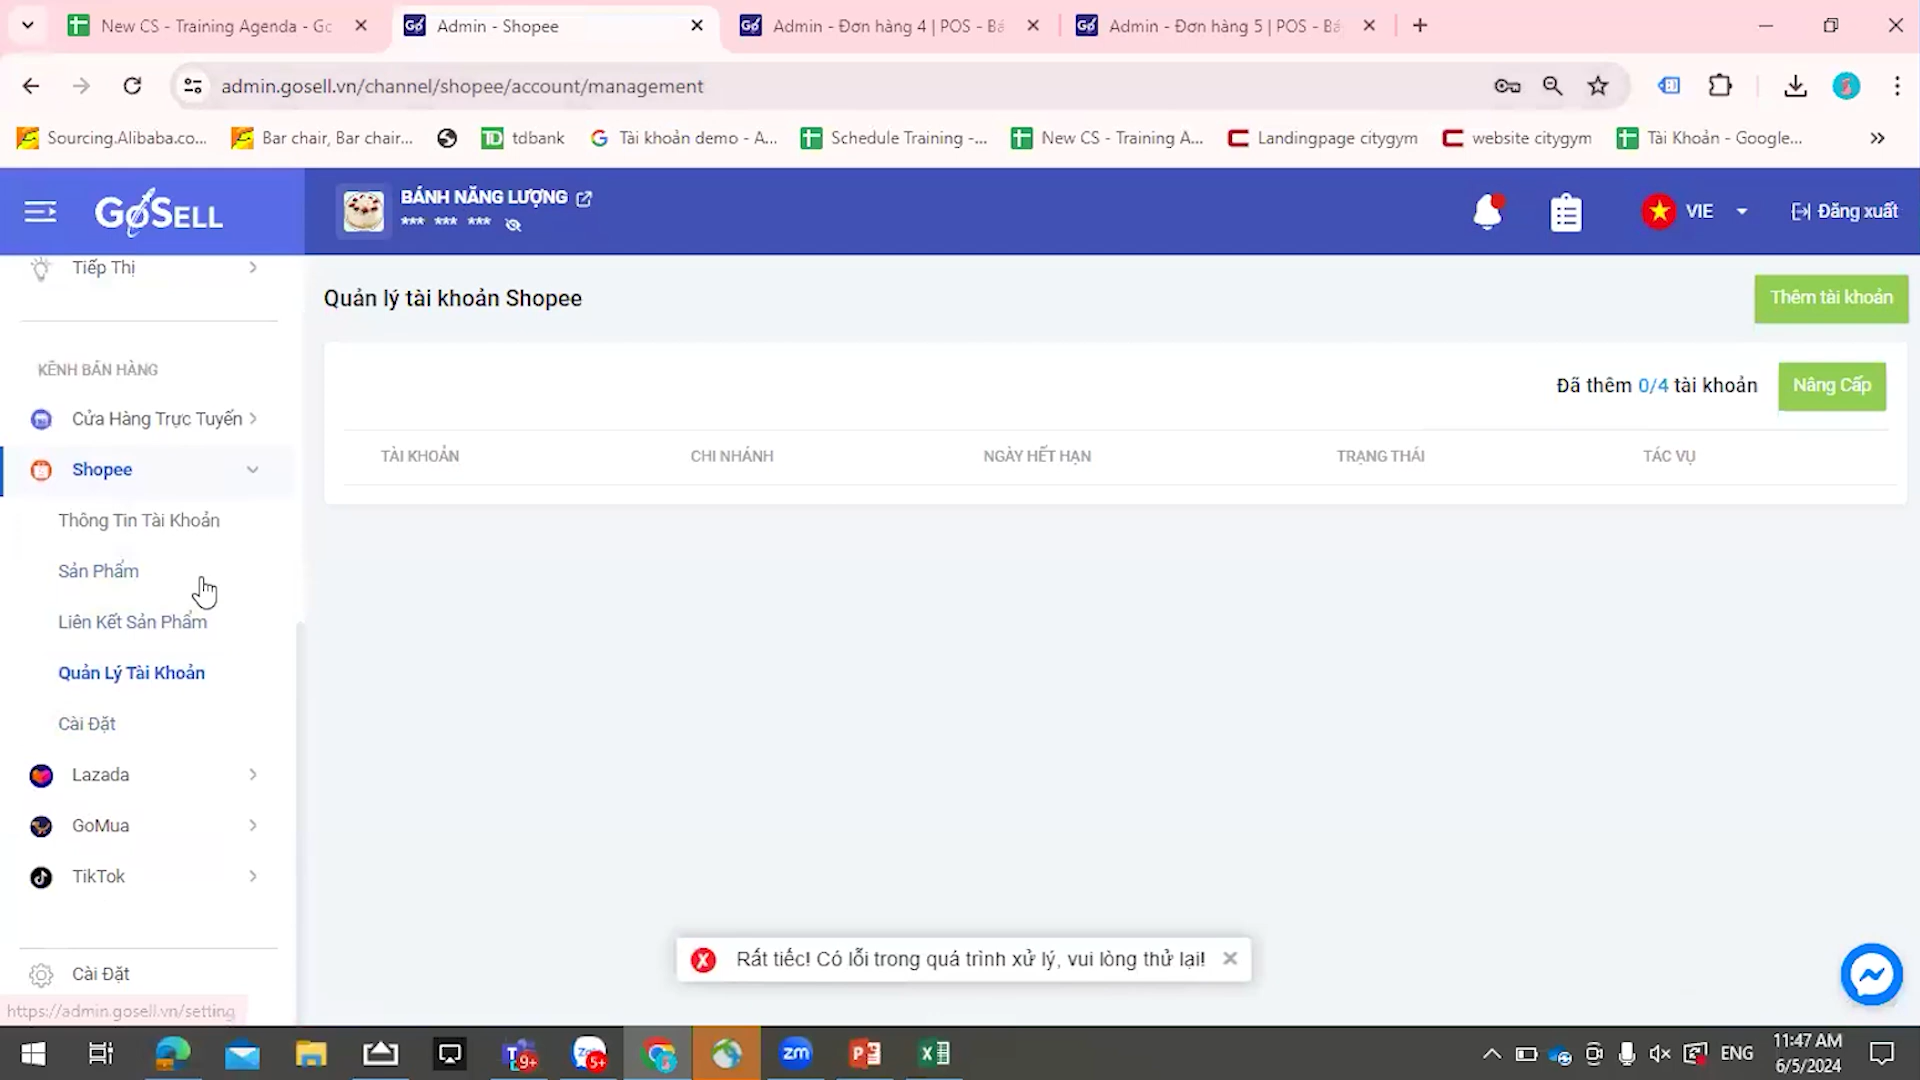 New CS - Training Agenda - Go
Admin - Shopee
Admin - Đơn hàng 4 | POS - Bá
Admin - Đơn hàng 5 | POS - Bá
admin.gosell.vn/channel/shopee/account/management
Sourcing.Alibaba.co...
Bar chair, Bar chair...
tdbank
Tài khoản demo - A...
Schedule Training -...
New CS - Training A...
Landingpage citygym
website citygym
Tài Khoản - Google...
GOSELL
BÁNH NĂNG LƯỢNG
*** *** ***
VIE
Đăng xuất
Tiếp Thị
KÊNH BÁN HÀNG
Cửa Hàng Trực Tuyến
Shopee
Thông Tin Tài Khoản
Sản Phẩm
Liên Kết Sản Phẩm
Quản Lý Tài Khoản
Cài Đặt
Lazada
GoMua
TikTok
Cài Đặt
https://admin.gosell.vn/setting
Quản lý tài khoản Shopee
Thêm tài khoản
Đã thêm 0/4 tài khoản
Nâng Cấp
TÀI KHOẢN
CHI NHÁNH
NGÀY HẾT HẠN
TRẠNG THÁI
TÁC VỤ
Rất tiếc! Có lỗi trong quá trình xử lý, vui lòng thử lại!
9+
5+
zm
ENG
11:47 AM
6/5/2024